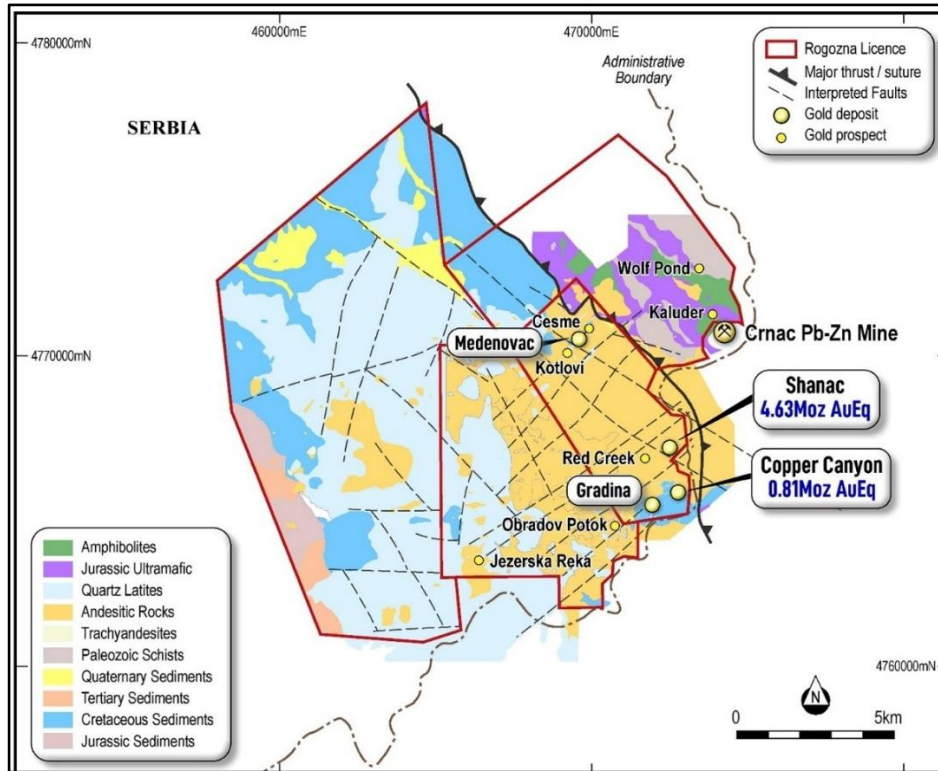 460000mE
470000mE
4780000mN
Administrative
Boundary
SERBIA
Rogozna Licence
Major thrust / suture
Interpreted Faults
Gold deposit
Gold prospect
Wolf Pond
Kaluder
Cesme
Medenovac
Kotlovi
Crnac Pb-Zn Mine
4770000mN
Shanac
4.63Moz AuEq
Red Creek
Copper Canyon
0.81Moz AuEq
Gradina
Obradov Potok
Jezerska Reka
Amphibolites
Jurassic Ultramafic
Quartz Latites
Andesitic Rocks
Trachyandesites
Paleozoic Schists
Quaternary Sediments
Tertiary Sediments
Cretaceous Sediments
Jurassic Sediments
4760000mN
N
0 5km